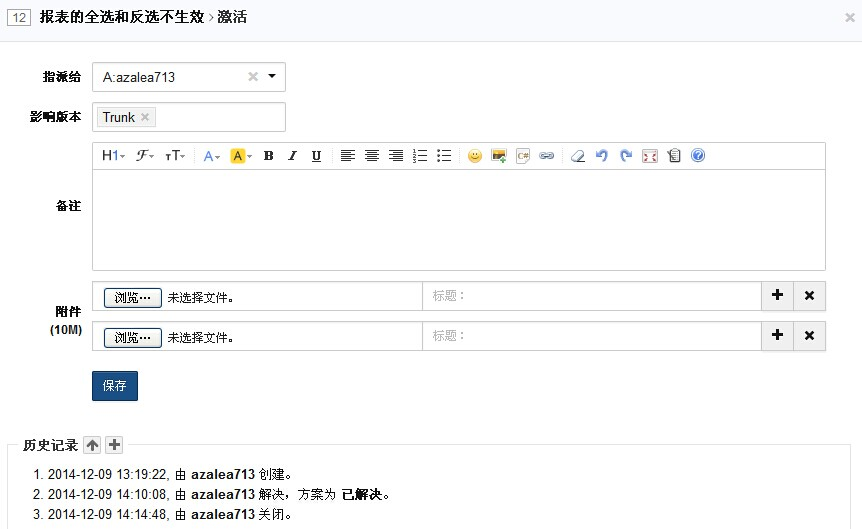 12 报表的全选和反选不生效 › 激活 ×
指派给 A:azalea713 ×
影响版本 Trunk ×
H1 ℱ тT A A B I U C#
备注
附件
(10M)
浏览… 未选择文件。 标题：
浏览… 未选择文件。 标题：
保存
历史记录
1. 2014-12-09 13:19:22, 由 azalea713 创建。
2. 2014-12-09 14:10:08, 由 azalea713 解决，方案为 已解决。
3. 2014-12-09 14:14:48, 由 azalea713 关闭。